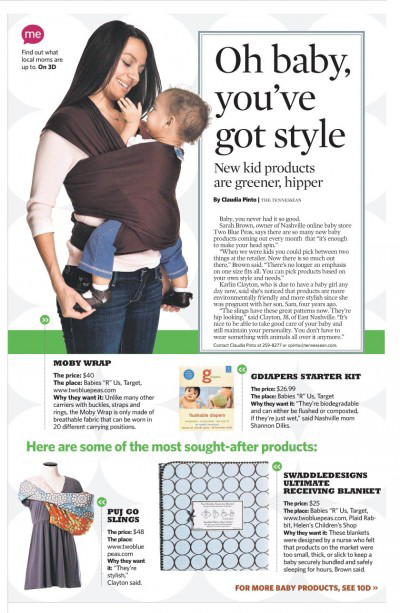 me
Find out what
local moms are
up to. On 3D
Oh baby,
you've
got style
New kid products
are greener, hipper
By Claudia Pinto | THE TENNESSEAN
Baby, you never had it so good.
Sarah Brown, owner of Nashville online baby store
Two Blue Peas, says there are so many new baby
products coming out every month that "it's enough
to make your head spin."
"When we were kids you could pick between two
things at the retailer. Now there is so much out
there," Brown said. "There's no longer an emphasis
on one size fits all. You can pick products based on
your own style and needs."
Karlin Clayton, who is due to have a baby girl any
day now, said she's noticed that products are more
environmentally friendly and more stylish since she
was pregnant with her son, Sam, four years ago.
"The slings have these great patterns now. They're
hip looking," said Clayton, 38, of East Nashville. "It's
nice to be able to take good care of your baby and
still maintain your personality. You don't have to
wear something with animals all over it anymore."
Contact Claudia Pinto at 259-8277 or cpinto@tennessean.com.
MOBY WRAP
The price: $40
The place: Babies "R" Us, Target,
www.twobluepeas.com
Why they want it: Unlike many other
carriers with buckles, straps and
rings, the Moby Wrap is only made of
breathable fabric that can be worn in
20 different carrying positions.
g
flushable diapers
GDIAPERS STARTER KIT
The price: $26.99
The place: Babies "R" Us
Why they want it: "They're biodegradable
and can either be flushed or composted,
if they're just wet," said Nashville mom
Shannon Dilks.
Here are some of the most sought-after products:
PUJ GO
SLINGS
The price: $48
The place:
www.twoblue
peas.com
Why they want
it: "They're
stylish,"
Clayton said.
SWADDLEDESIGNS
ULTIMATE
RECEIVING BLANKET
The price: $25
The place: Babies "R" Us, Target,
www.twobluepeas.com, Plaid Rab-
bit, Helen's Children's Shop
Why they want it: These blankets
were designed by a nurse who felt
that products on the market were
too small, thick, or slick to keep a
baby securely bundled and safely
sleeping for hours, Brown said.
FOR MORE BABY PRODUCTS, SEE 10D >>